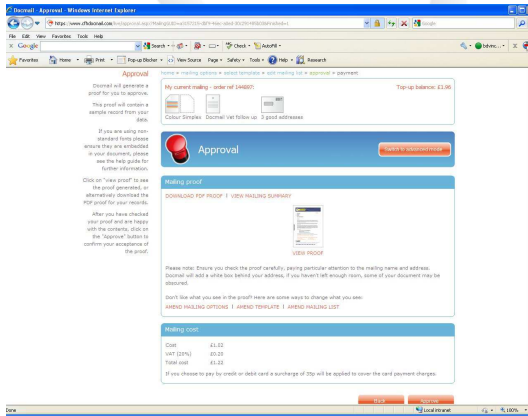 Docmail - Approval - Windows Internet Explorer
File Edit View Favorites Tools Help
Google
Search
Check
AutoFill
Favorites
Home
Print
Pop-up Blocker
View Source
Page
Safety
Tools
Help
Research
Approval
Docmail will generate a
proof for you to approve.
This proof will contain a
sample record from your
data.
If you are using non-
standard fonts please
ensure they are embedded
in your document, please
see the help guide for
further information.
Click on "view proof" to see
the proof generated, or
alternatively download the
PDF proof for your records.
After you have checked
your proof and are happy
with the contents, click on
the "Approve" button to
confirm your acceptance of
the proof.
home » mailing options » select template » edit mailing list » approval » payment
My current mailing - order ref 144697:
Top-up balance: £1.96
Colour Simples
Docmail Vat follow up
3 good addresses
Approval
Switch to advanced mode
Mailing proof
DOWNLOAD PDF PROOF | VIEW MAILING SUMMARY
VIEW PROOF
Please note: Ensure you check the proof carefully, paying particular attention to the mailing name and address.
Docmail will add a white box behind your address, if you haven't left enough room, some of your document may be
obscured.
Don't like what you see in the proof? Here are some ways to change what you see:
AMEND MAILING OPTIONS | AMEND TEMPLATE | AMEND MAILING LIST
Mailing cost
Cost £1.02
VAT (20%) £0.20
Total cost £1.22
If you choose to pay by credit or debit card a surcharge of 35p will be applied to cover the card payment charges.
Back
Approve
Done
Local intranet
100%